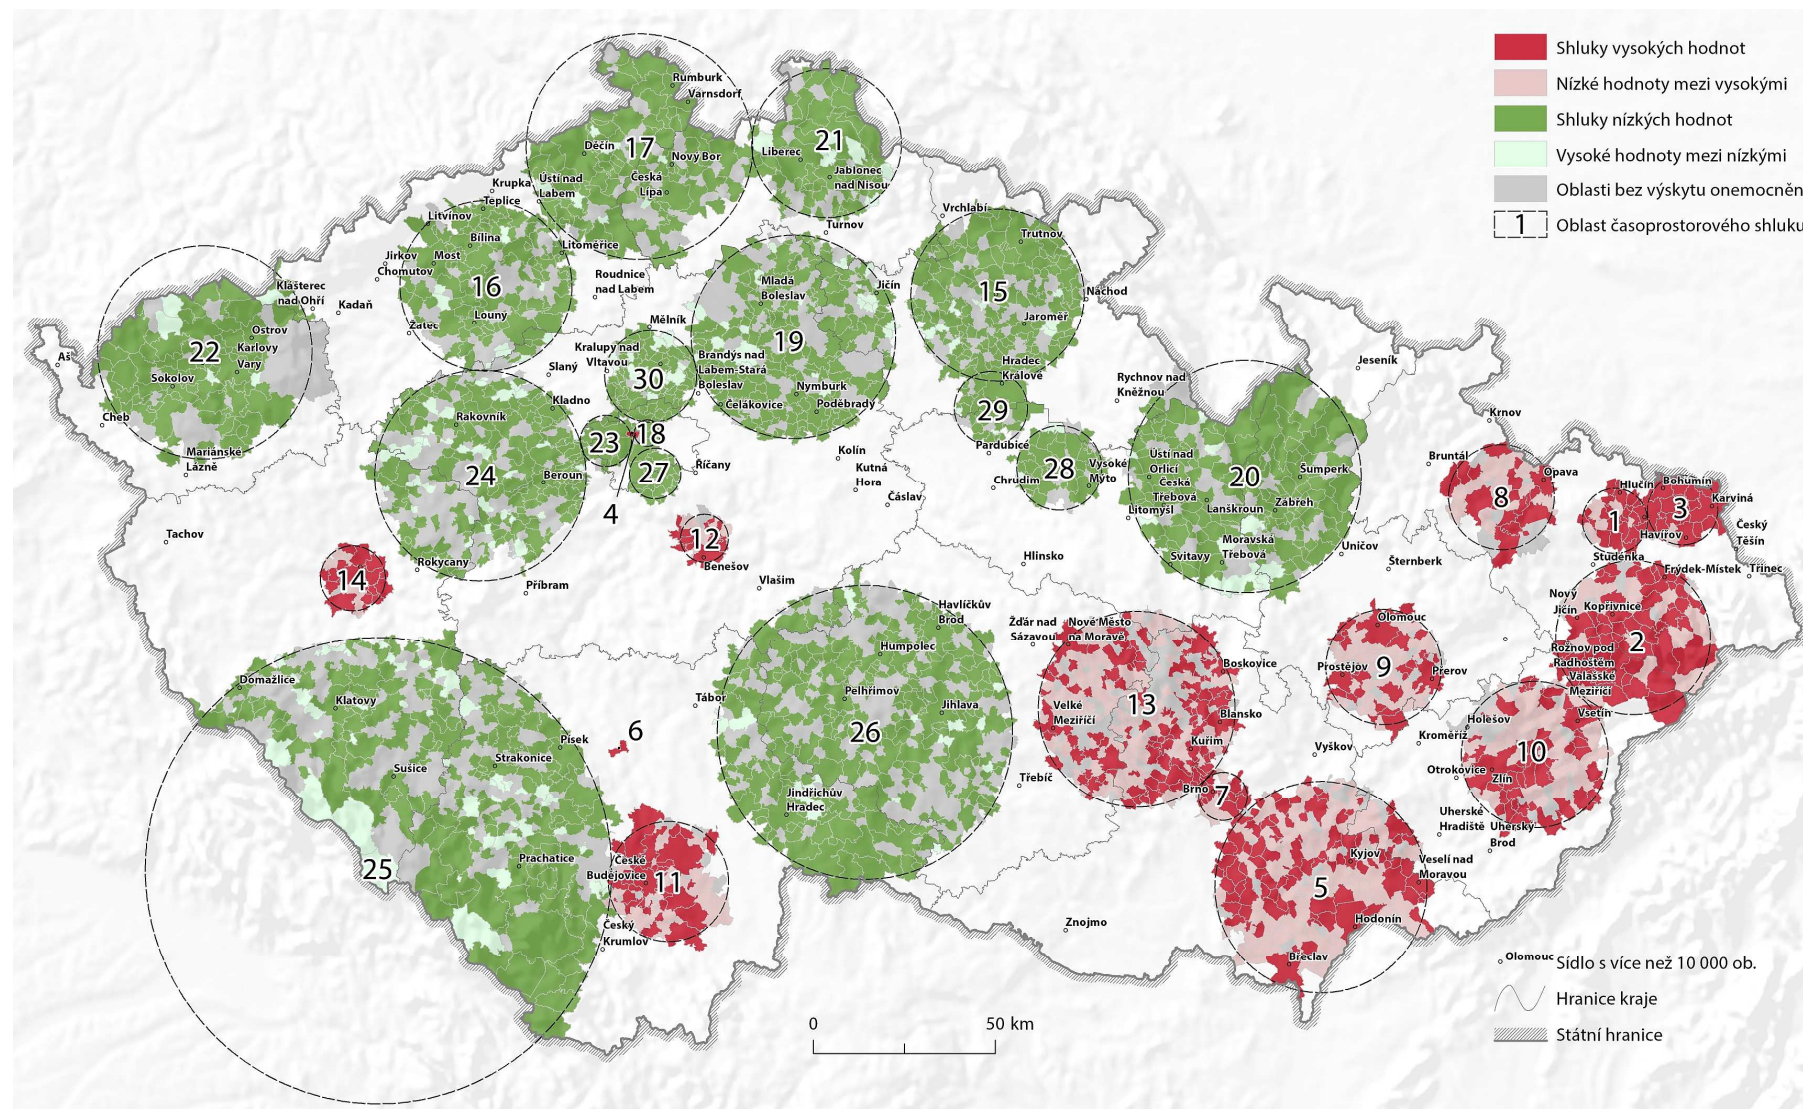 Shluky vysokých hodnot
Nízké hodnoty mezi vysokými
Shluky nízkých hodnot
Vysoké hodnoty mezi nízkými
Oblasti bez výskytu onemocněn
1 Oblast časoprostorového shluku
Rumburk
Varnsdorf
17
Děčín
Nový Bor
Česká
Lípa
Ústí nad
Labem
21
Liberec
Jablonec
nad Nisou
Turnov
Krupka
Teplice
Litvínov
Bílina
Most
Jirkov
Chomutov
16
Louny
Litoměřice
Roudnice
nad Labem
Žatec
Kadaň
Klášterec
nad Ohří
Ostrov
Karlovy
Vary
22
Sokolov
Aš
Cheb
Mariánské
Lázně
Mělník
Kralupy nad
Vltavou
30
Slaný
Kladno
Mladá
Boleslav
Jičín
19
Brandýs nad
Labem-Stará
Boleslav
Čelákovice
Nymburk
Poděbrady
Vrchlabí
Trutnov
15
Náchod
Jaroměř
Hradec
Králové
29
Pardubice
28
Chrudim
Vysoké
Mýto
Rychnov nad
Kněžnou
Jeseník
Ústí nad
Orlicí
Česká
Třebová
Litomyšl
20
Lanškroun
Šumperk
Zábřeh
Moravská
Třebová
Svitavy
Uničov
Šternberk
Krnov
Bruntál
Opava
8
Hlučín
Bohumín
1
3
Karviná
Havířov
Český
Těšín
Studénka
Frýdek-Místek
Třinec
Nový
Jičín
Kopřivnice
2
Rožnov pod
Radhoštěm
Valašské
Meziříčí
Vsetín
Rakovník
24
Beroun
23
18
27
4
Říčany
Kolín
Kutná
Hora
Čáslav
12
Benešov
Vlašim
Tachov
Rokycany
Příbram
14
Hlinsko
Havlíčkův
Brod
Humpolec
Žďár nad
Sázavou
Nové Město
na Moravě
Boskovice
13
Velké
Meziříčí
Blansko
Kuřim
Brno
7
Třebíč
Olomouc
Prostějov
9
Přerov
Holešov
Kroměříž
Vyškov
10
Otrokovice
Zlín
Uherské
Hradiště
Uherský
Brod
Domažlice
Klatovy
Písek
Strakonice
Sušice
6
Tábor
Pelhřimov
Jihlava
26
Jindřichův
Hradec
25
Prachatice
České
Budějovice
11
Český
Krumlov
Znojmo
5
Kyjov
Veselí nad
Moravou
Hodonín
Břeclav
Olomouc Sídlo s více než 10 000 ob.
Hranice kraje
Státní hranice
0 50 km